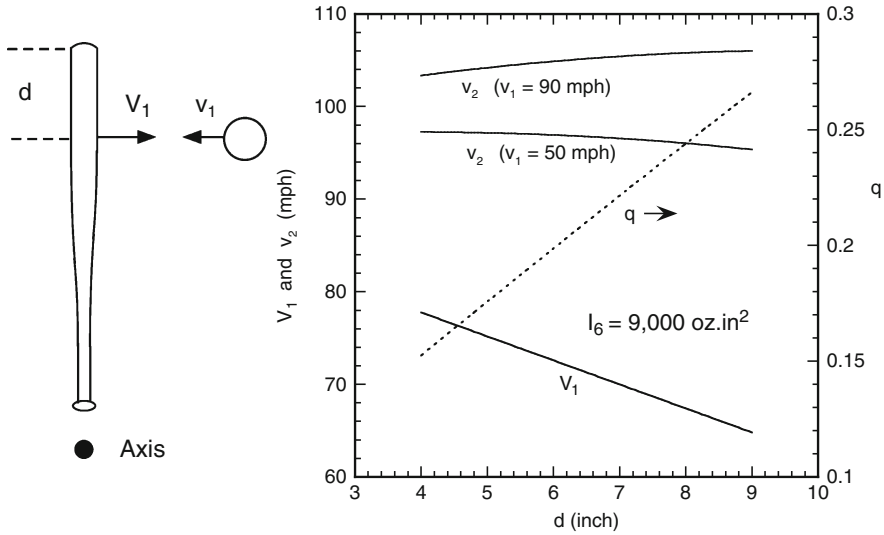 d
V₁
v₁
Axis
110
100
90
80
70
60
V₁ and v₂ (mph)
v₂ (v₁ = 90 mph)
v₂ (v₁ = 50 mph)
q
I₆ = 9,000 oz.in²
V₁
0.3
0.25
0.2
0.15
0.1
q
3 4 5 6 7 8 9 10
d (inch)